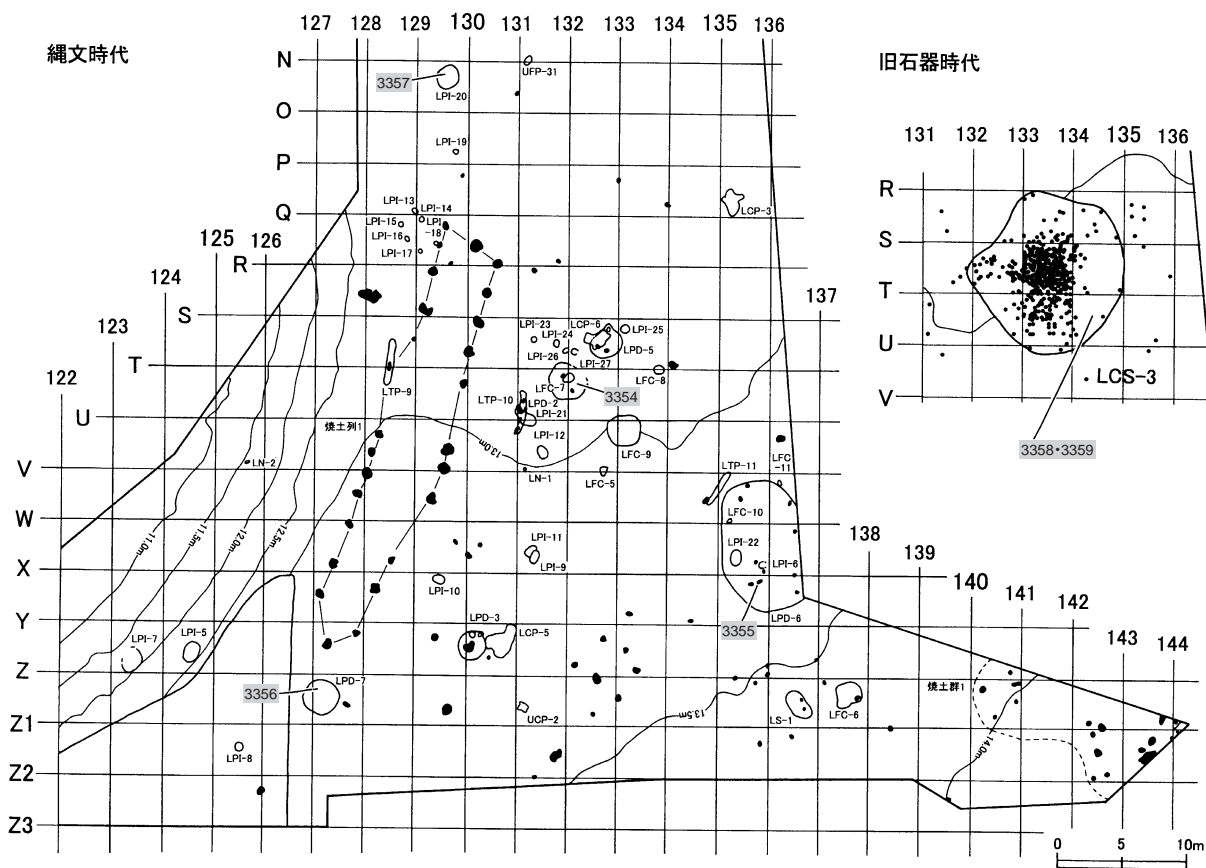 縄文時代
旧石器時代
127 128 129 130 131 132 133 135 136
N
UFP-31
3357
LPI-20
O
LPI-19
P
LPI-13
LPI-14
Q
LPI-15
LPI
-18
LPI-16
LPI-17
LCP-3
125 126
R
124
137
S
123
LPI-23
LCP-6
LPI-25
LPI-24
LPI-26
LPD-5
LPI-27
T
122
LTP-9
LFC-7
LFC-8
3354
LTP-10
LPD-2
LPI-21
U
焼土列1
LPI-12
13.0m
LFC-9
V
LN-2
LN-1
LFC-5
LTP-11
LFC
-11
W
11.0m
11.5m
12.0m
12.5m
LFC-10
LPI-11
LPI-22
LPI-9
138 139
X
LPI-10
LPI-6
140 141 142 143 144
Y
LPD-3
LCP-5
3355
LPD-6
LPI-7
LPI-5
Z
3356
LPD-7
焼土群1
Z1
UCP-2
13.5m
LS-1
LFC-6
14.0m
LPI-8
Z2
Z3
131 132 133 134 135 136
R
S
T
U
LCS-3
V
3358・3359
0 5 10m